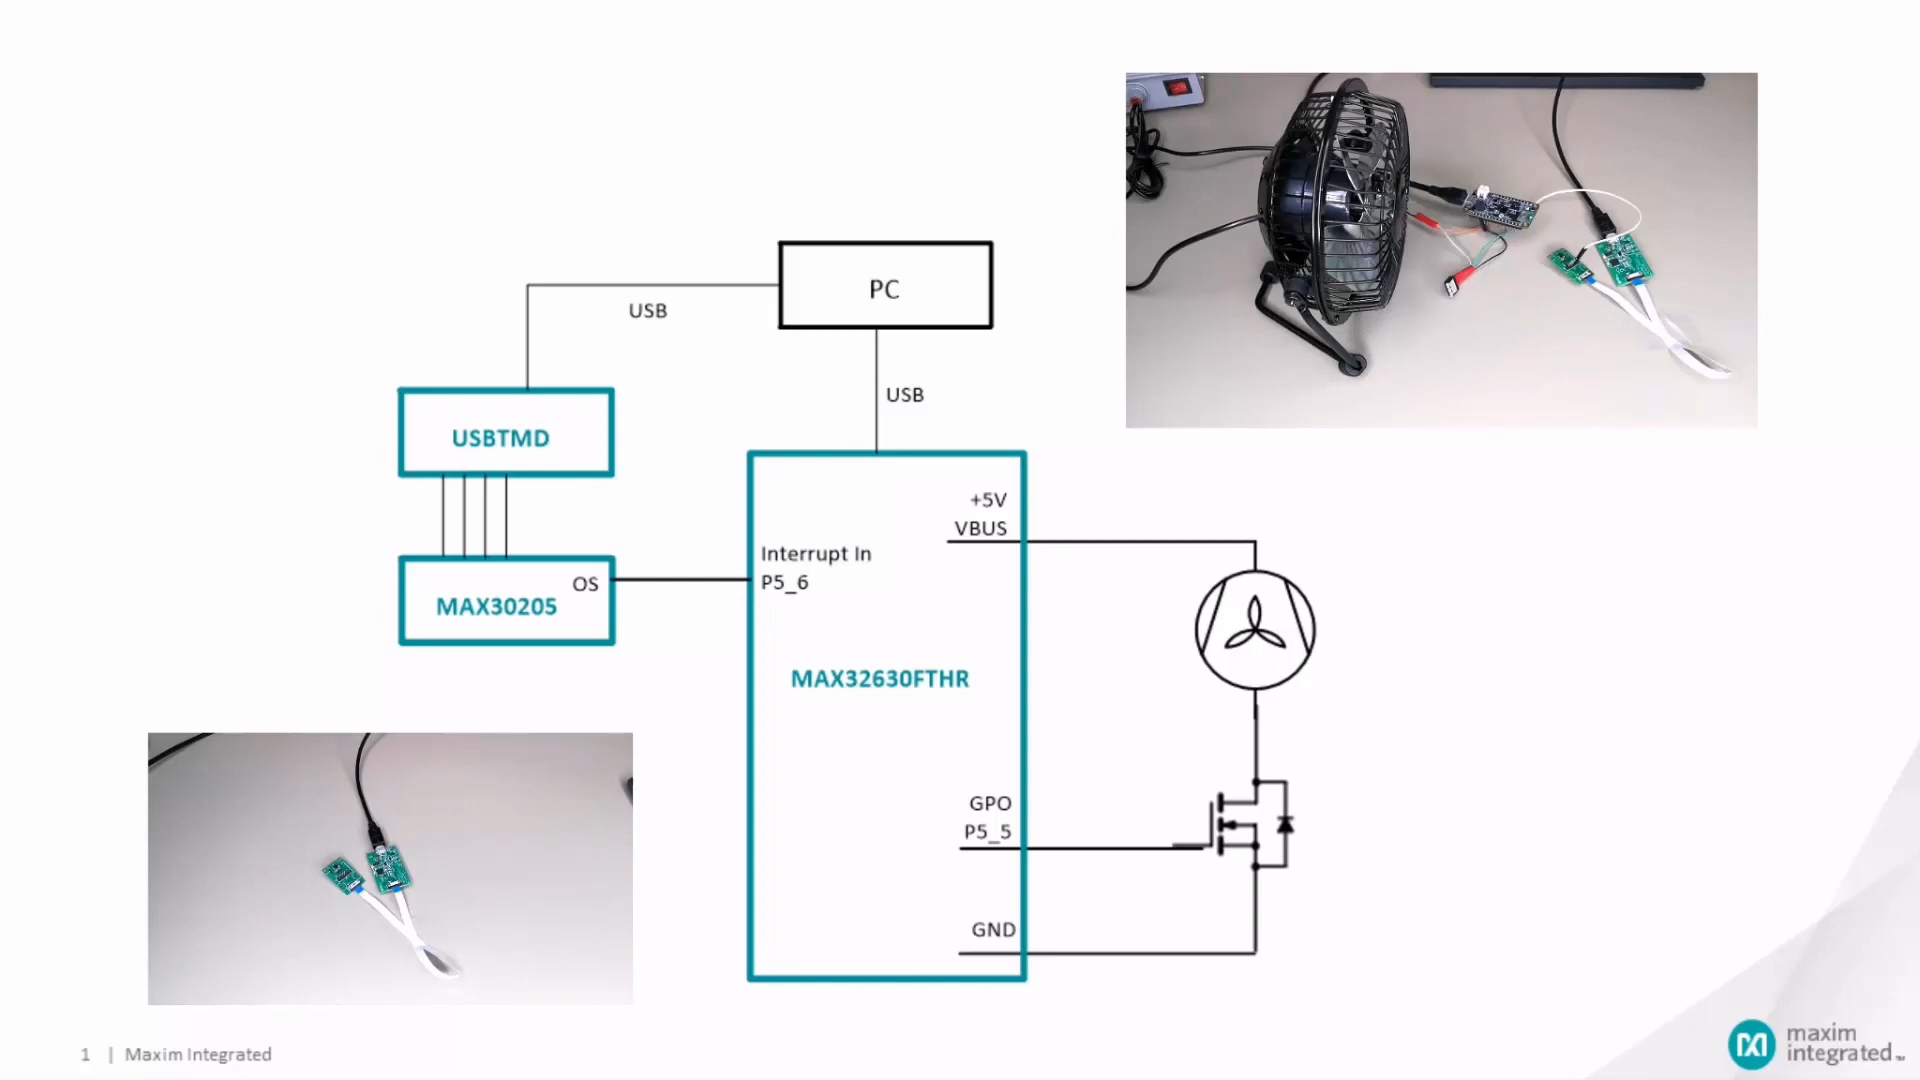 PC
USB
USB
USBTMD
+5V
VBUS
Interrupt In
P5_6
OS
MAX30205
MAX32630FTHR
GPO
P5_5
GND
1 | Maxim Integrated
maxim
integrated™